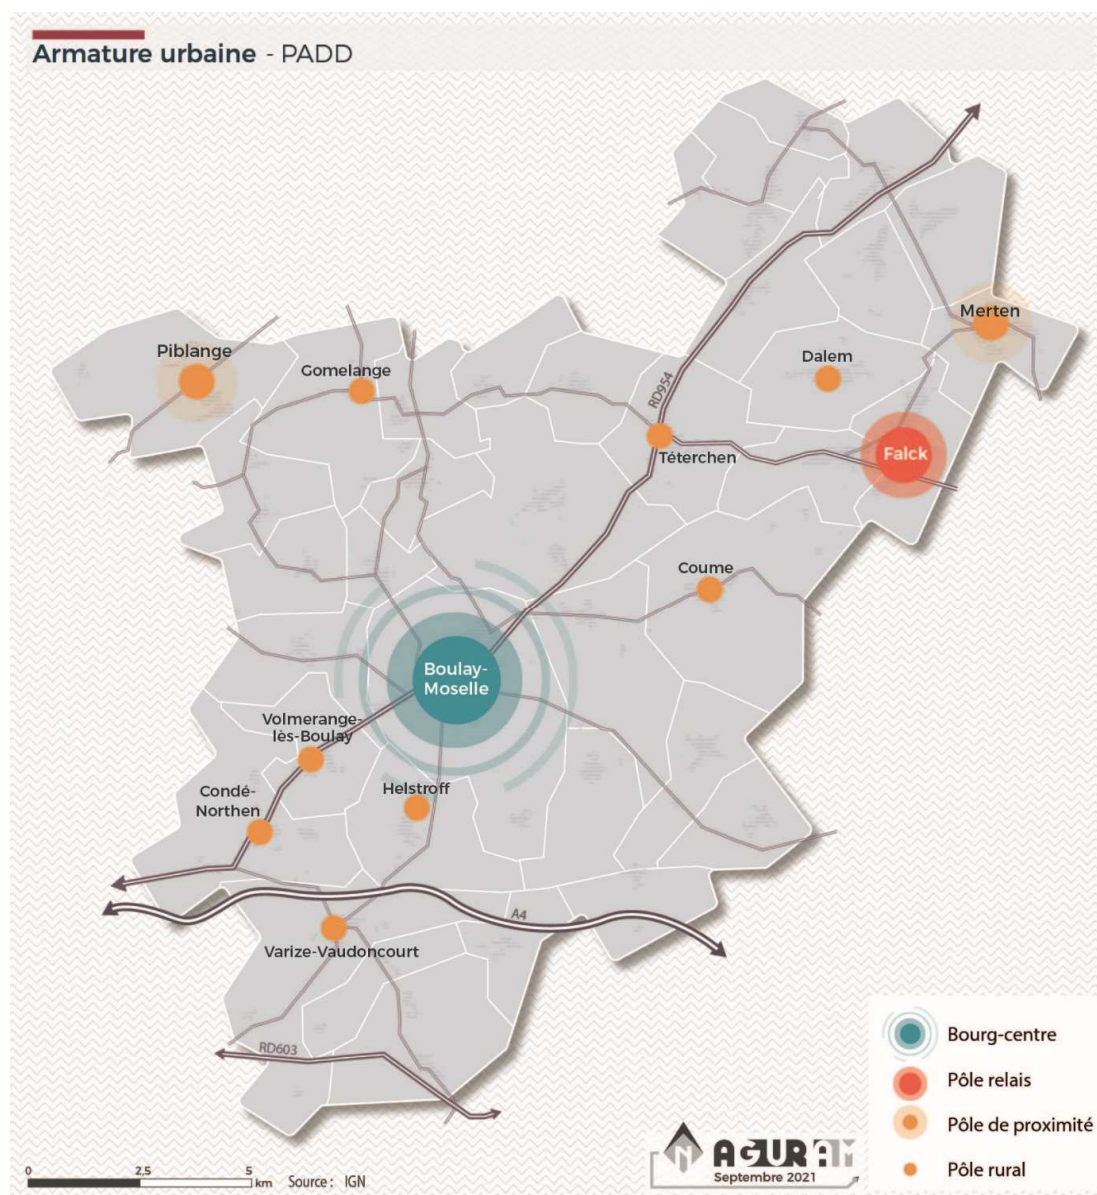 Armature urbaine - PADD
Merten
Piblange
Dalem
Gomelange
RD954
Falck
Téterchen
Coume
Boulay-
Moselle
Volmerange-
lès-Boulay
Helstroff
Condé-
Northen
A4
Varize-Vaudoncourt
RD603
Bourg-centre
Pôle relais
Pôle de proximité
Pôle rural
0 2,5 5 km Source : IGN
N AGURAM
Septembre 2021